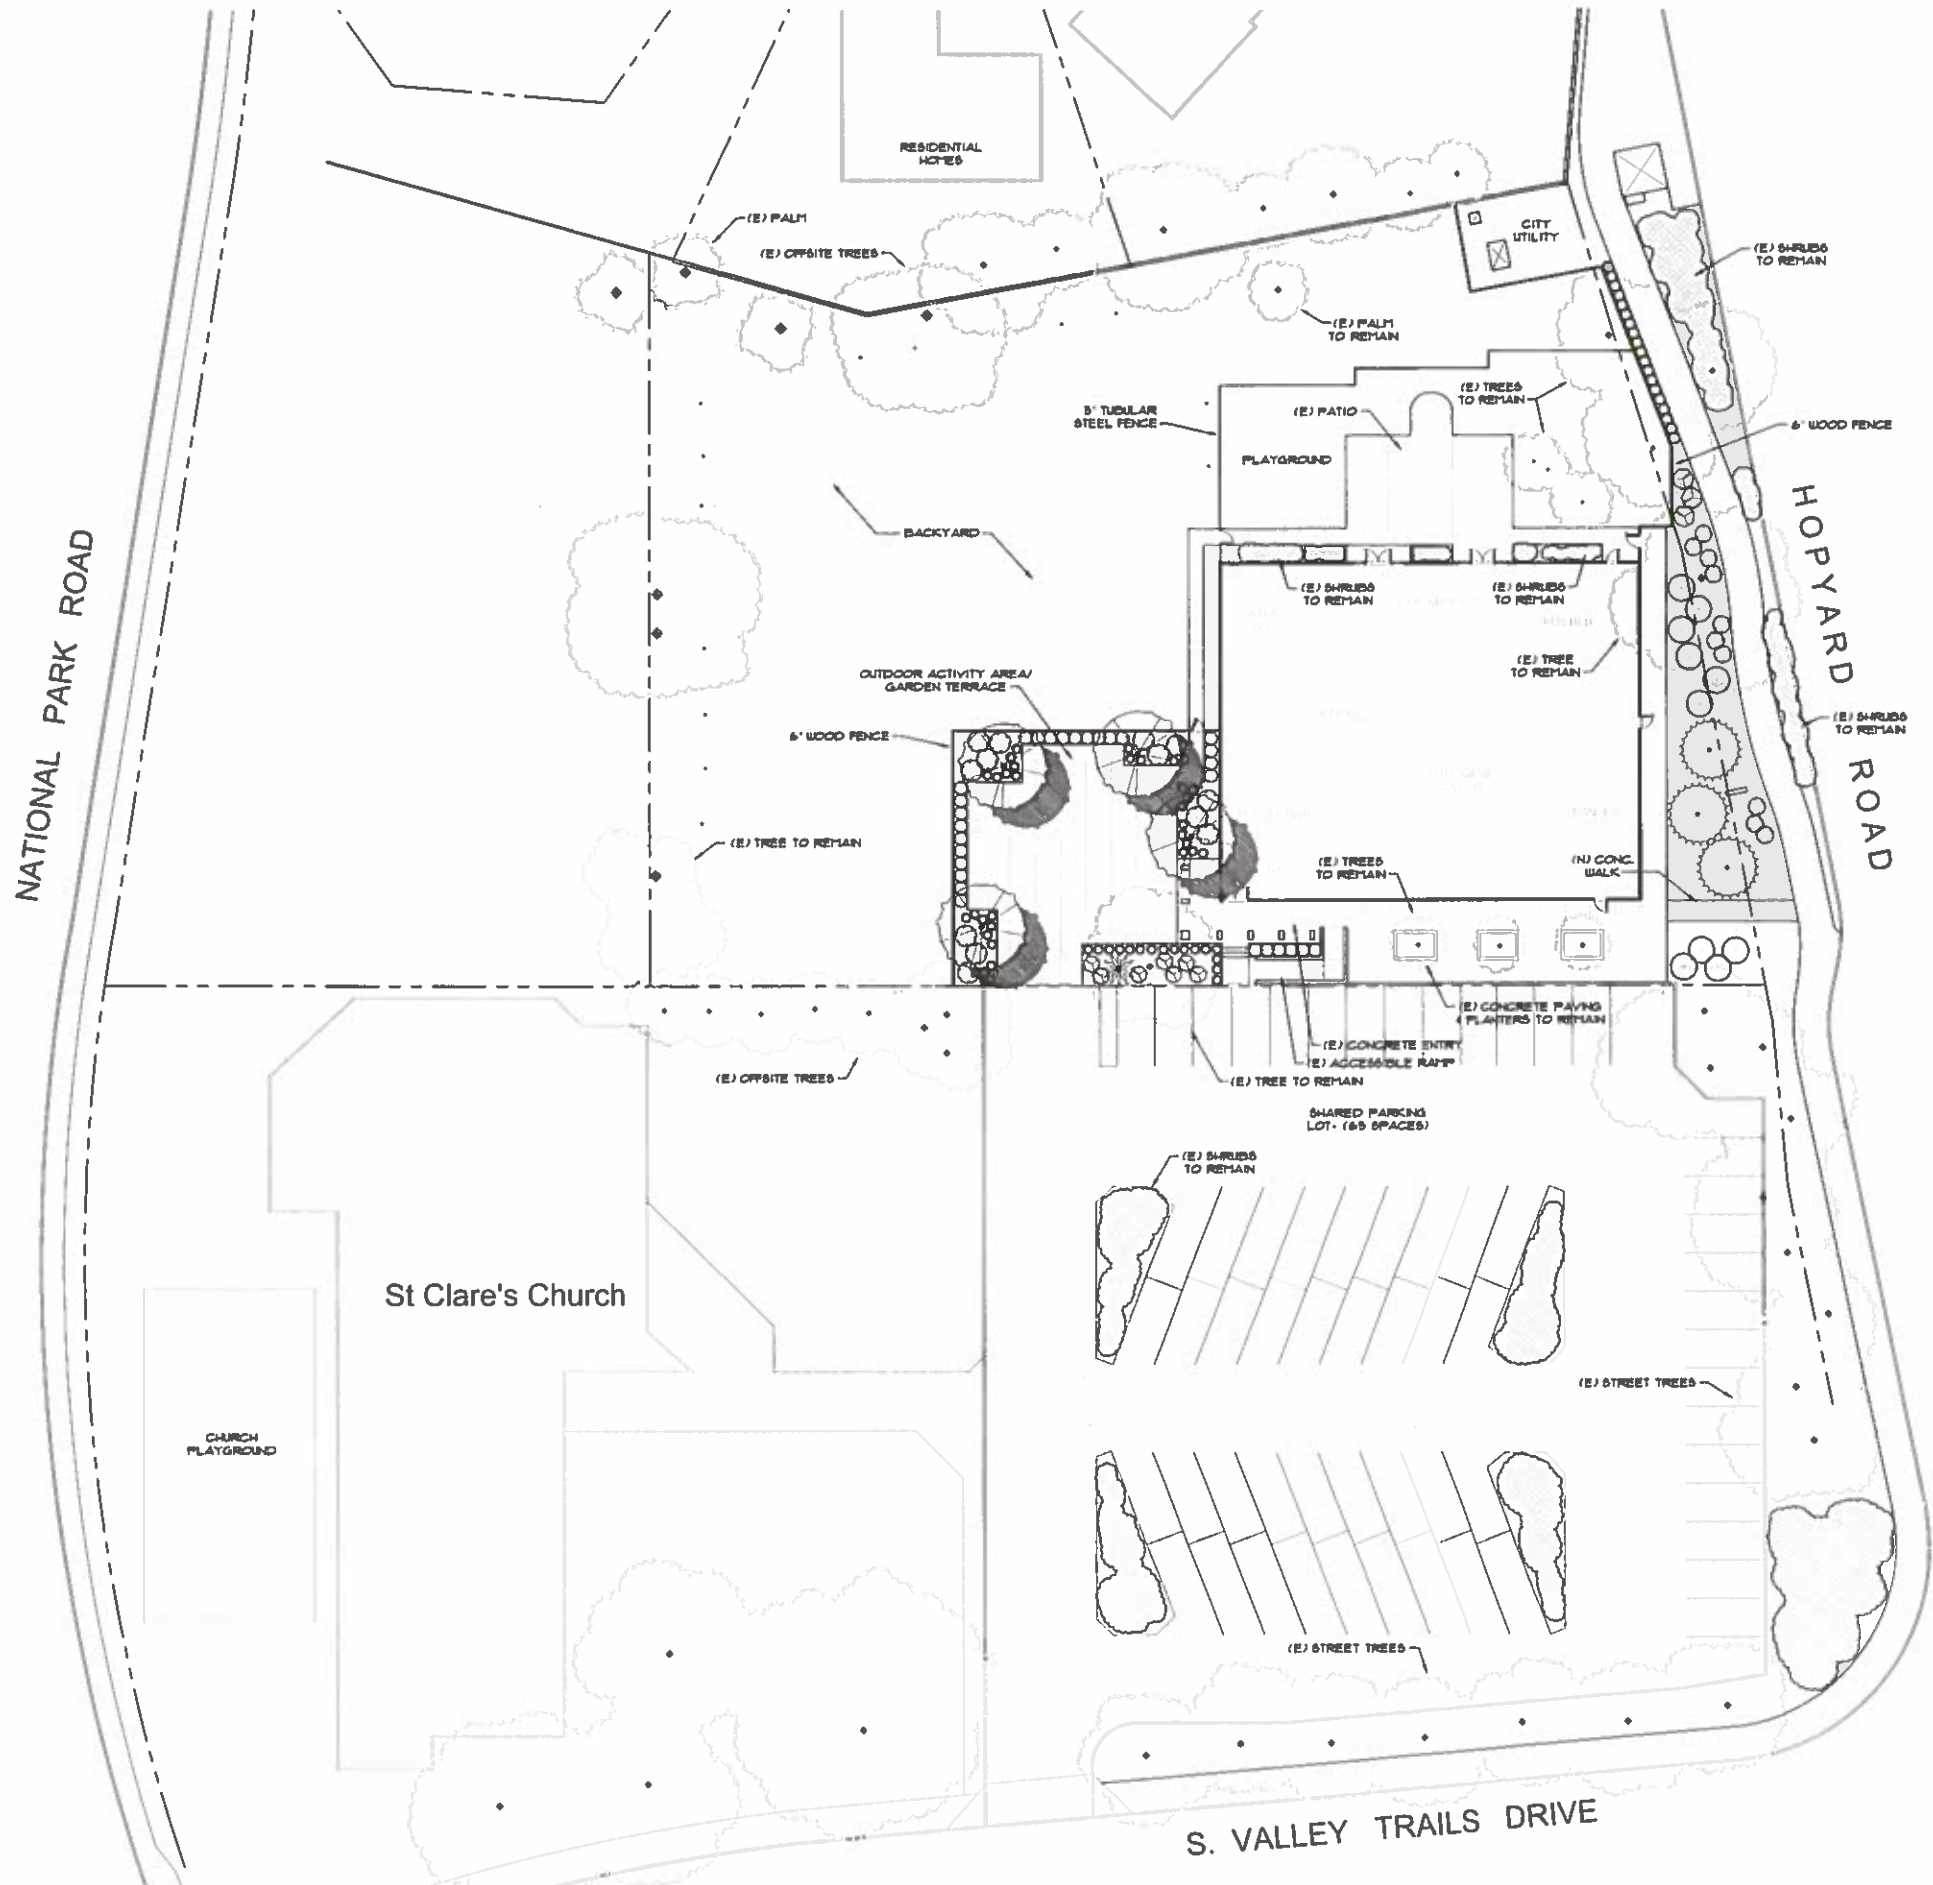 RESIDENTIAL
HOMES
(E) PALM
(E) OFFSITE TREES
CITY
UTILITY
(E) SHRUBS
TO REMAIN
(E) PALM
TO REMAIN
(E) TREES
TO REMAIN
5' TUBULAR
STEEL FENCE
(E) PATIO
6' WOOD FENCE
PLAYGROUND
HOPYARD ROAD
NATIONAL PARK ROAD
BACKYARD
(E) SHRUBS
TO REMAIN
(E) SHRUBS
TO REMAIN
(E) TREE
TO REMAIN
OUTDOOR ACTIVITY AREA/
GARDEN TERRACE
6' WOOD FENCE
(E) SHRUBS
TO REMAIN
(E) TREE TO REMAIN
(E) TREES
TO REMAIN
(N) CONC.
WALK
(E) CONCRETE PAVING
& PLANTERS TO REMAIN
(E) CONCRETE ENTRY
(E) ACCESSIBLE RAMP
(E) TREE TO REMAIN
(E) OFFSITE TREES
SHARED PARKING
LOT- (65 SPACES)
(E) SHRUBS
TO REMAIN
St Clare's Church
(E) STREET TREES
CHURCH
PLAYGROUND
(E) STREET TREES
S. VALLEY TRAILS DRIVE